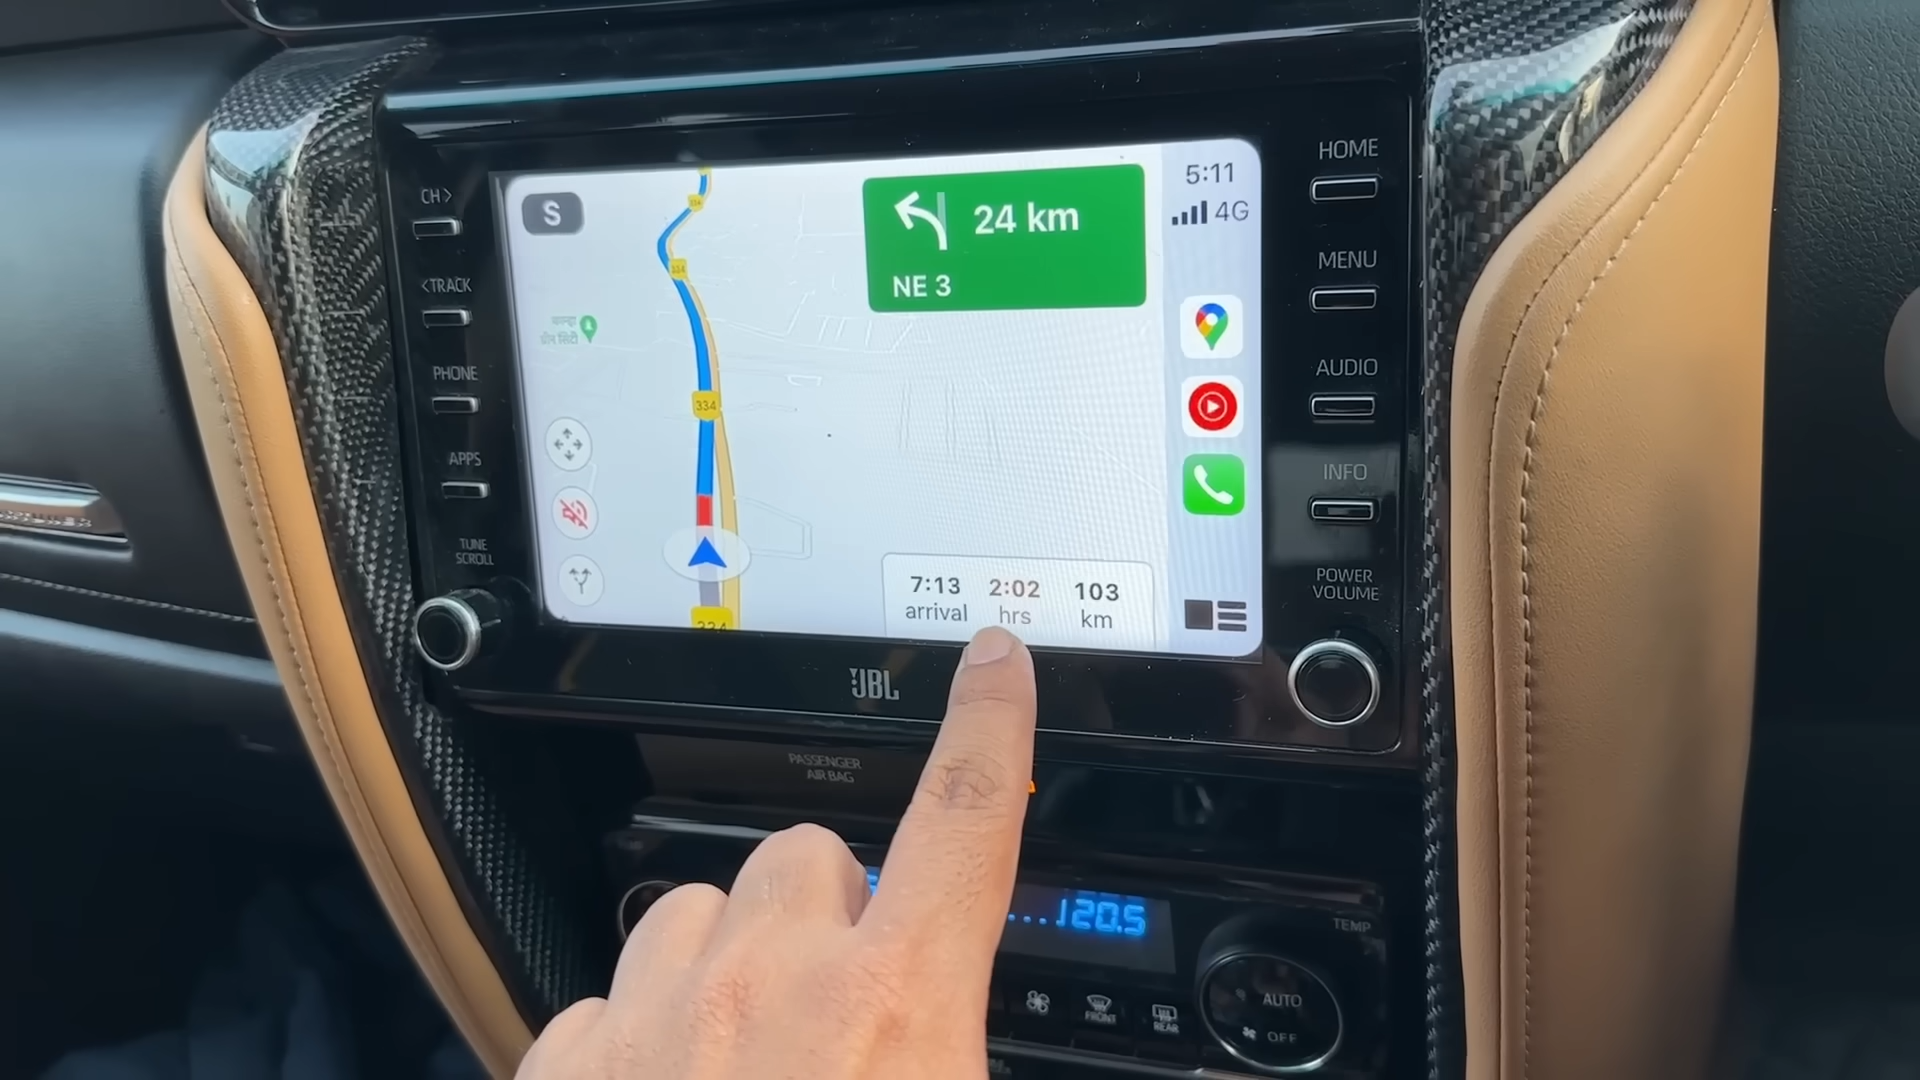 CH>
<TRACK
PHONE
APPS
TUNE
SCROLL
S
334
334
334
ग्रीन सिटी
24 km
NE 3
5:11
4G
7:13
arrival
2:02
hrs
103
km
HOME
MENU
AUDIO
INFO
POWER
VOLUME
JBL
PASSENGER
AIR BAG
20.5
TEMP
AUTO
OFF
FRONT
REAR